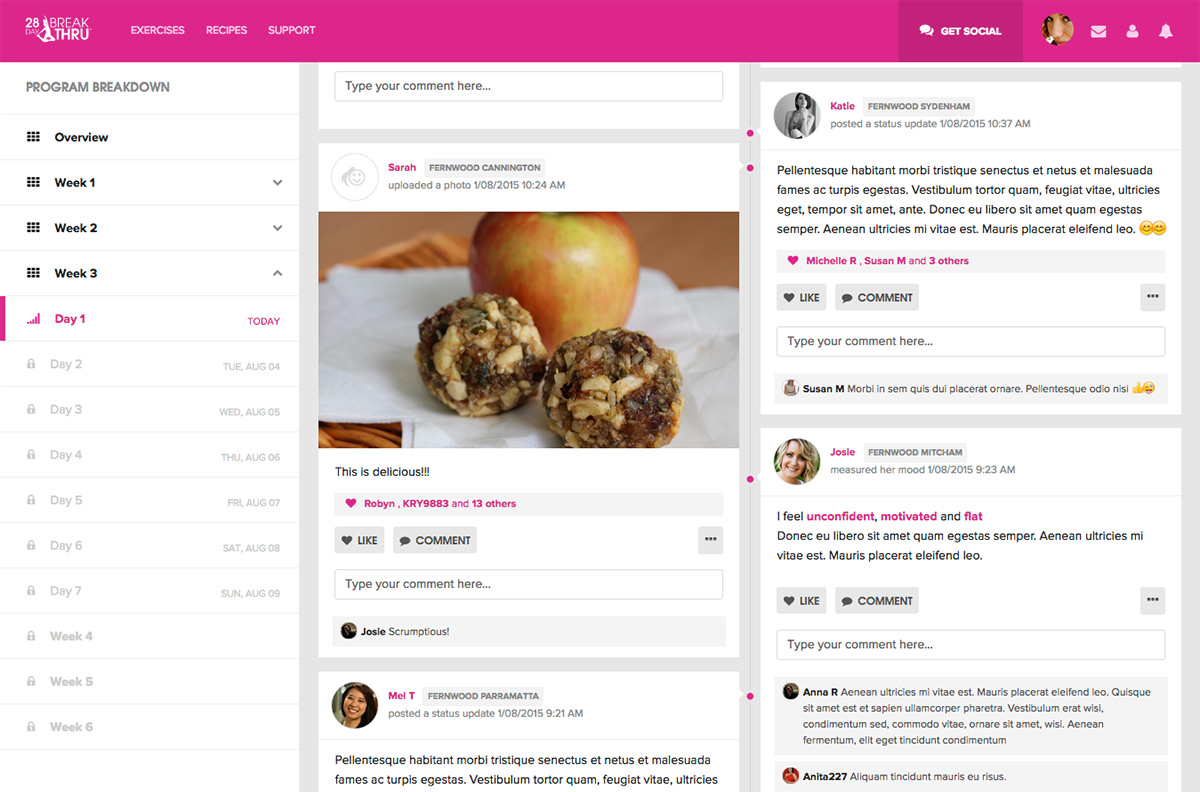 28 BREAK
DAY THRU
EXERCISES
RECIPES
SUPPORT
GET SOCIAL
PROGRAM BREAKDOWN
Overview
Week 1
Week 2
Week 3
Day 1 TODAY
Day 2 TUE, AUG 04
Day 3 WED, AUG 05
Day 4 THU, AUG 06
Day 5 FRI, AUG 07
Day 6 SAT, AUG 08
Day 7 SUN, AUG 09
Week 4
Week 5
Week 6
Type your comment here...
Sarah FERNWOOD CANNINGTON
uploaded a photo 1/08/2015 10:24 AM
This is delicious!!!
Robyn , KRY9883 and 13 others
LIKE COMMENT
Type your comment here...
Josie Scrumptious!
Mel T FERNWOOD PARRAMATTA
posted a status update 1/08/2015 9:21 AM
Pellentesque habitant morbi tristique senectus et netus et malesuada
fames ac turpis egestas. Vestibulum tortor quam, feugiat vitae, ultricies
Katie FERNWOOD SYDENHAM
posted a status update 1/08/2015 10:37 AM
Pellentesque habitant morbi tristique senectus et netus et malesuada
fames ac turpis egestas. Vestibulum tortor quam, feugiat vitae, ultricies
eget, tempor sit amet, ante. Donec eu libero sit amet quam egestas
semper. Aenean ultricies mi vitae est. Mauris placerat eleifend leo. 😊😊
Michelle R , Susan M and 3 others
LIKE COMMENT
Type your comment here...
Susan M Morbi in sem quis dui placerat ornare. Pellentesque odio nisi 👍😜
Josie FERNWOOD MITCHAM
measured her mood 1/08/2015 9:23 AM
I feel unconfident, motivated and flat
Donec eu libero sit amet quam egestas semper. Aenean ultricies mi
vitae est. Mauris placerat eleifend leo.
LIKE COMMENT
Type your comment here...
Anna R Aenean ultricies mi vitae est. Mauris placerat eleifend leo. Quisque
sit amet est et sapien ullamcorper pharetra. Vestibulum erat wisi,
condimentum sed, commodo vitae, ornare sit amet, wisi. Aenean
fermentum, elit eget tincidunt condimentum
Anita227 Aliquam tincidunt mauris eu risus.